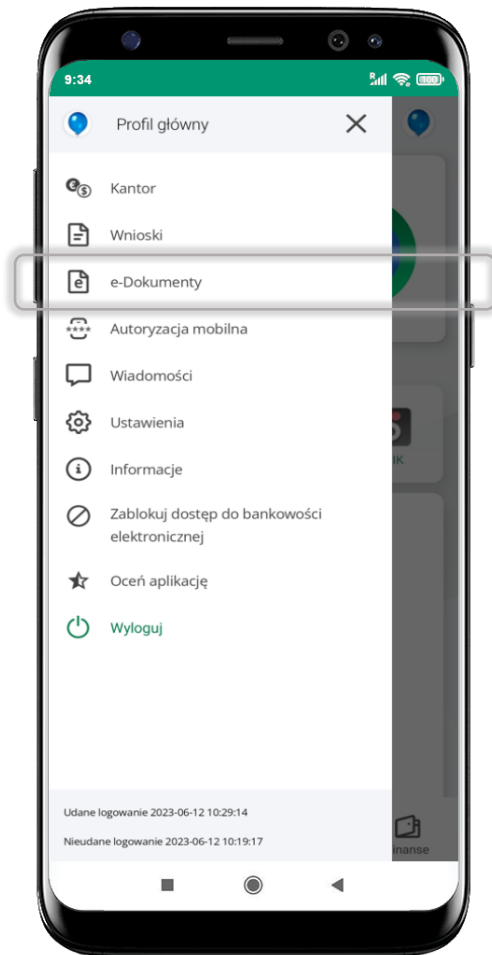 9:34
Profil główny
Kantor
Wnioski
e-Dokumenty
Autoryzacja mobilna
Wiadomości
Ustawienia
Informacje
Zablokuj dostęp do bankowości
elektronicznej
Oceń aplikację
Wyloguj
Udane logowanie 2023-06-12 10:29:14
Nieudane logowanie 2023-06-12 10:19:17